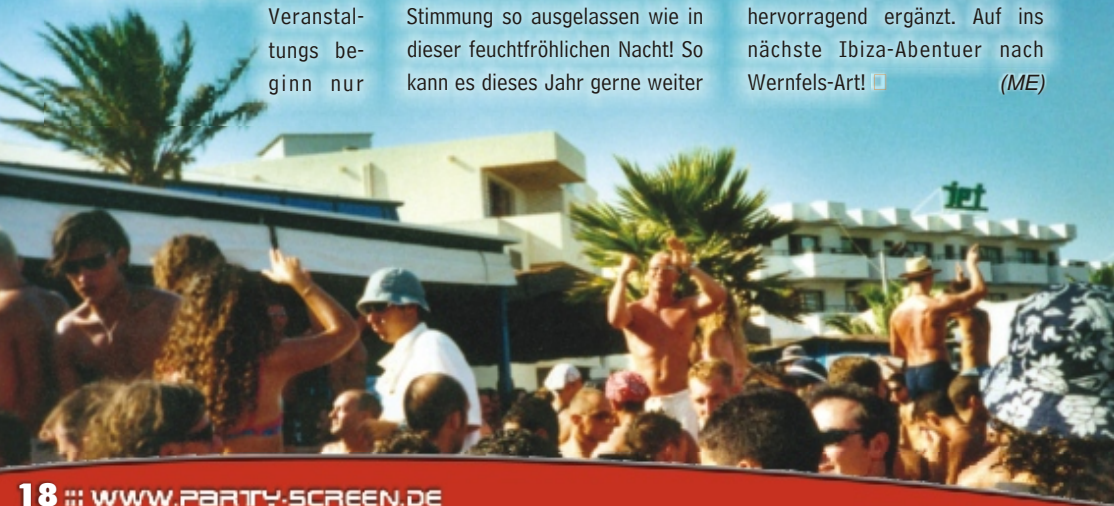 Veranstal-
tungs be-
ginn nur
Stimmung so ausgelassen wie in
dieser feuchtfröhlichen Nacht! So
kann es dieses Jahr gerne weiter
hervorragend ergänzt. Auf ins
nächste Ibiza-Abentuer nach
Wernfels-Art!
(ME)
jet
18 ::: WWW.PARTY-SCREEN.DE